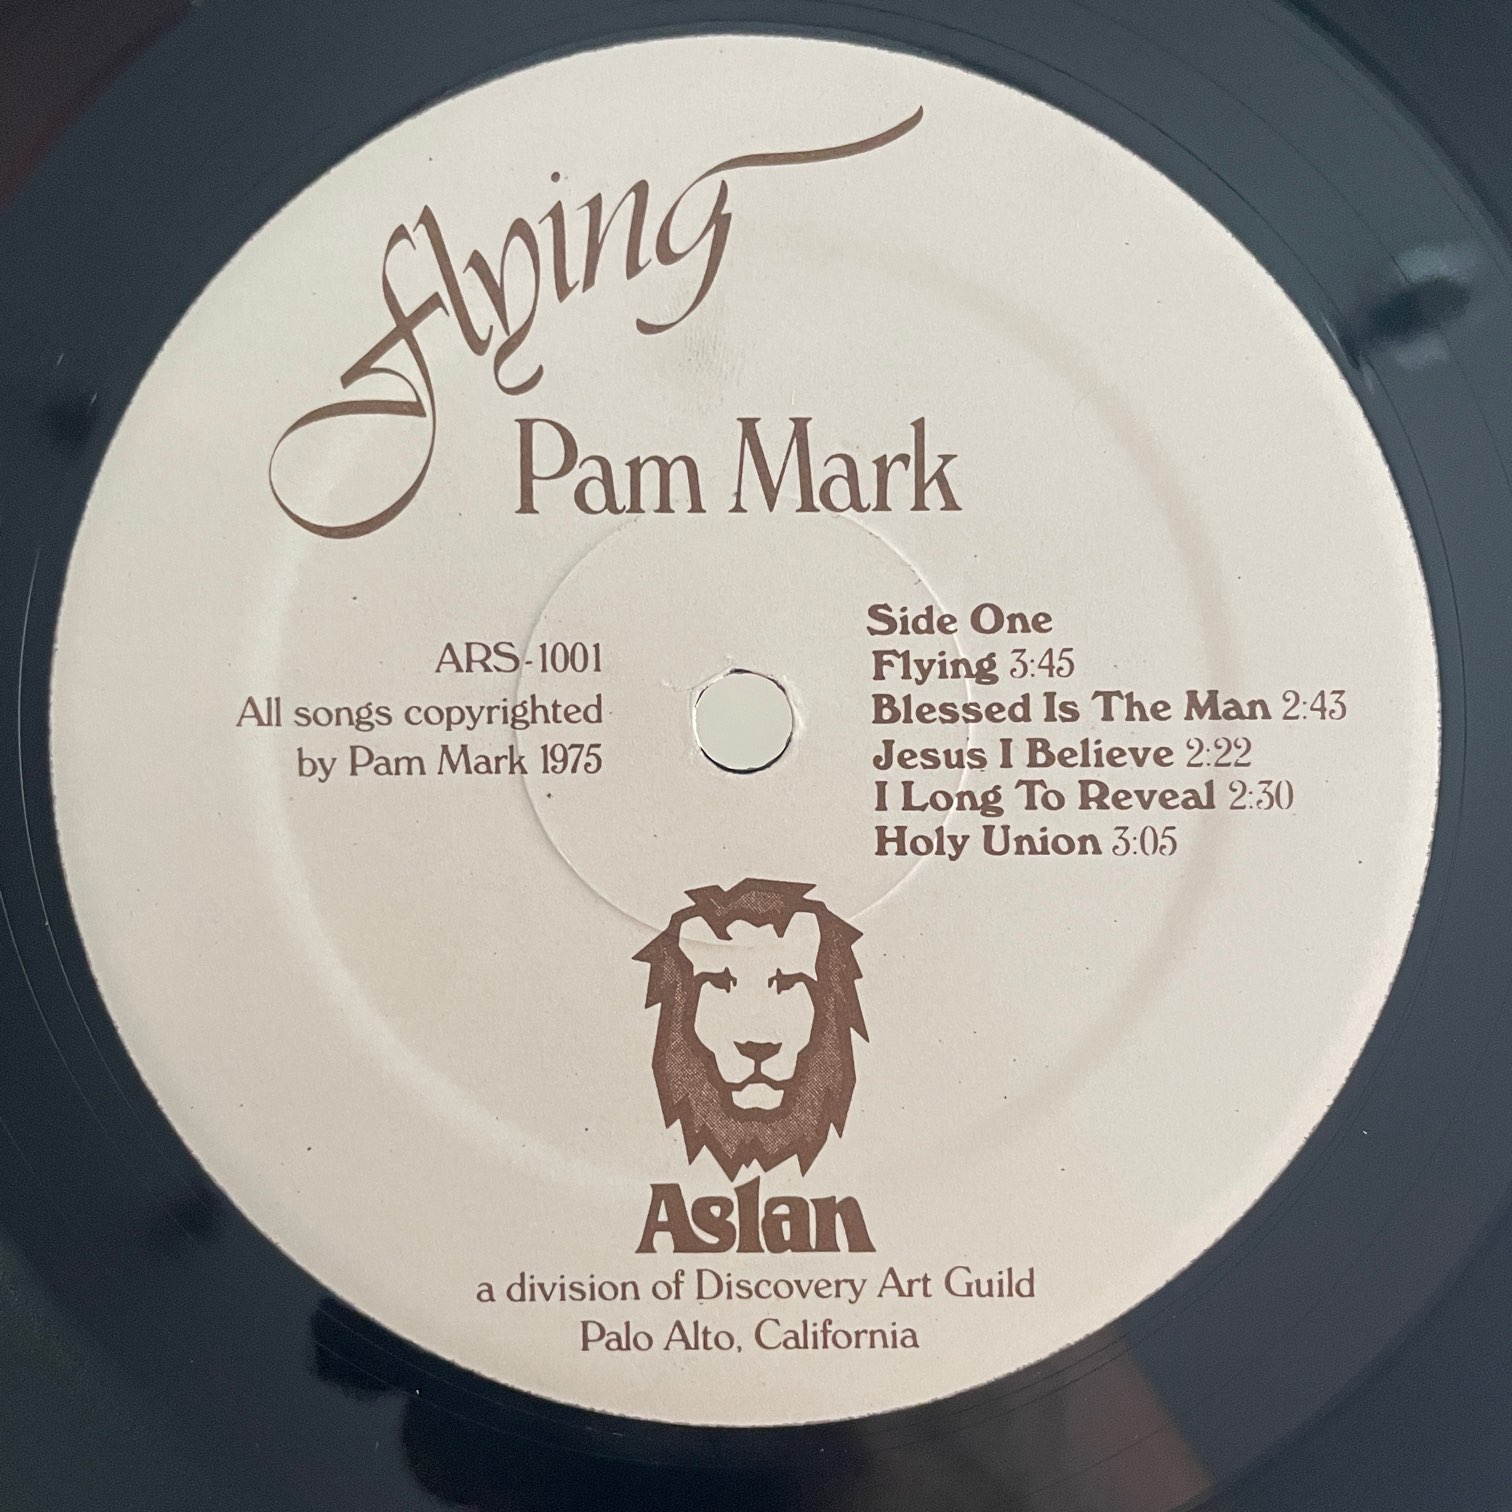 Flying
Pam Mark
ARS-1001
All songs copyrighted
by Pam Mark 1975
Side One
Flying 3:45
Blessed Is The Man 2:43
Jesus I Believe 2:22
I Long To Reveal 2:30
Holy Union 3:05
Aslan
a division of Discovery Art Guild
Palo Alto, California